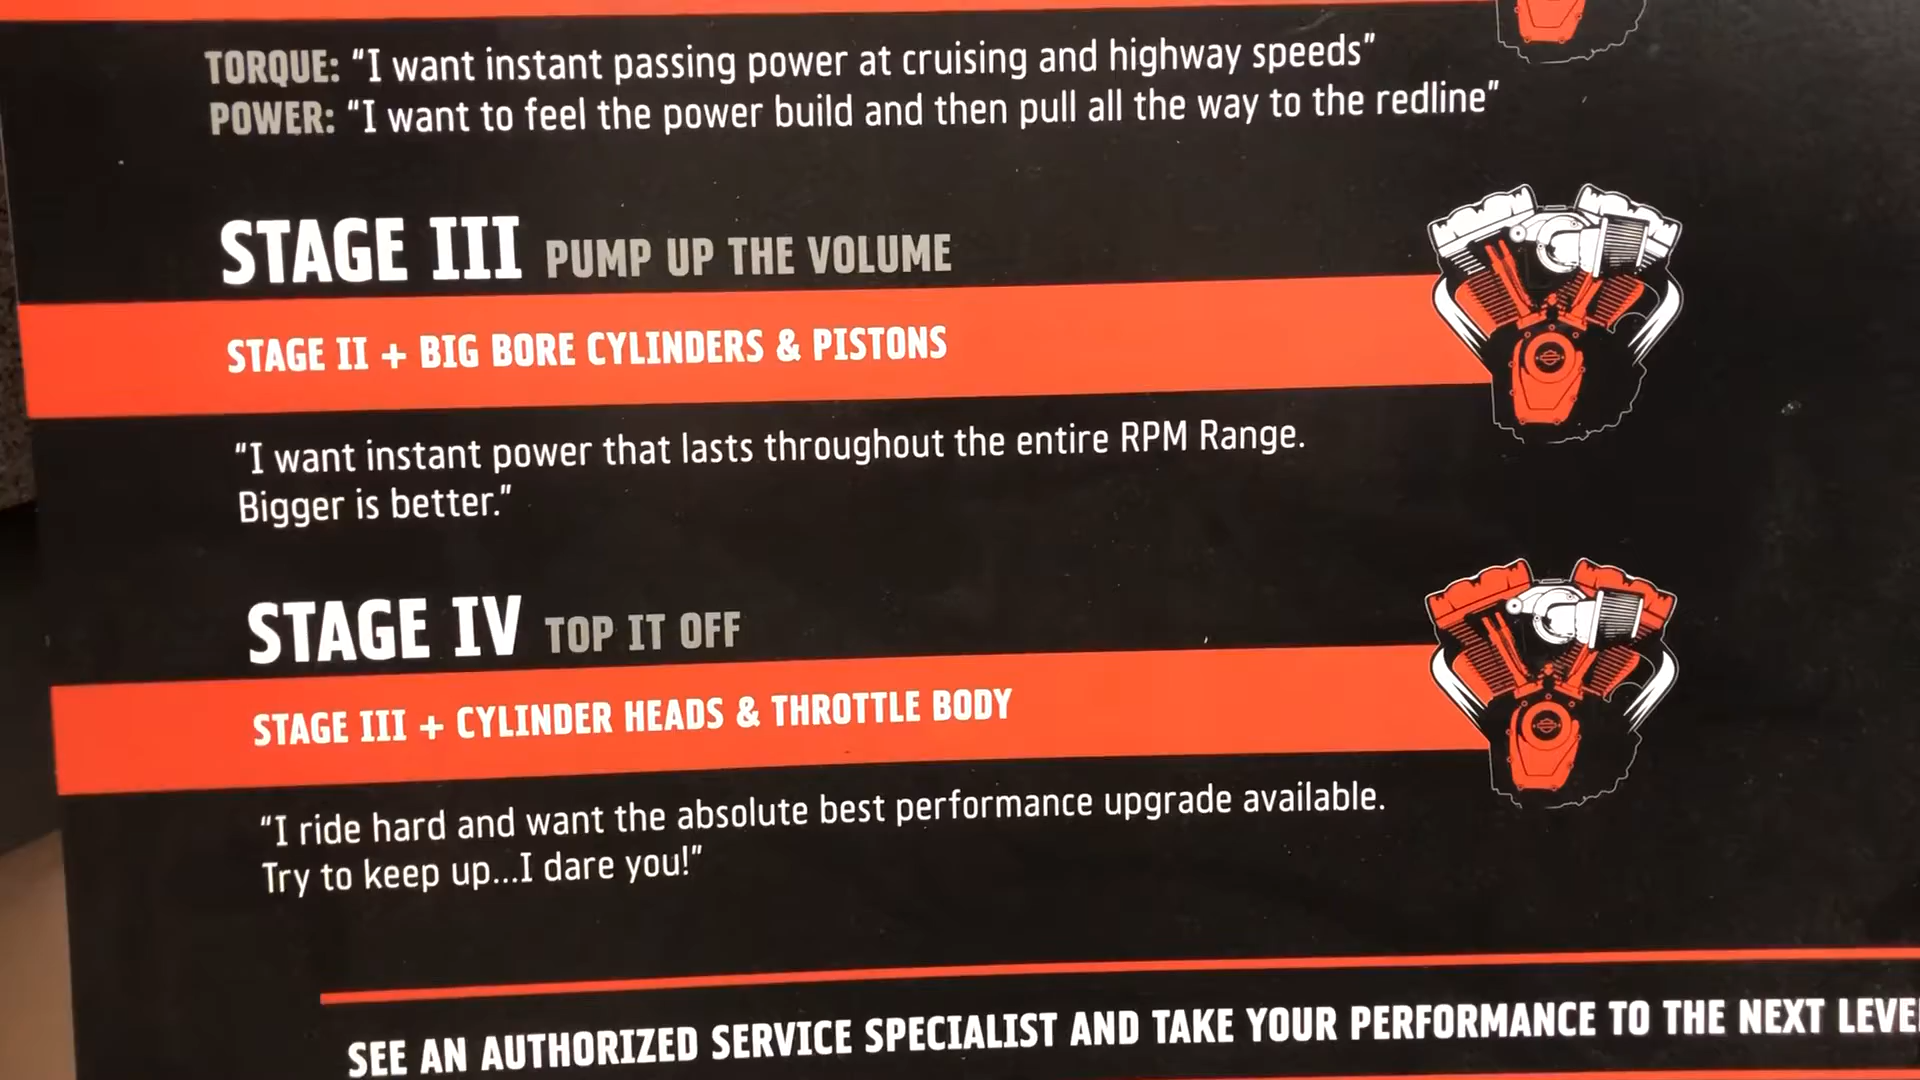 TORQUE: “I want instant passing power at cruising and highway speeds”
POWER: “I want to feel the power build and then pull all the way to the redline”
STAGE III PUMP UP THE VOLUME
STAGE II + BIG BORE CYLINDERS & PISTONS
“I want instant power that lasts throughout the entire RPM Range.
Bigger is better.”
STAGE IV TOP IT OFF
STAGE III + CYLINDER HEADS & THROTTLE BODY
“I ride hard and want the absolute best performance upgrade available.
Try to keep up...I dare you!”
SEE AN AUTHORIZED SERVICE SPECIALIST AND TAKE YOUR PERFORMANCE TO THE NEXT LEVE